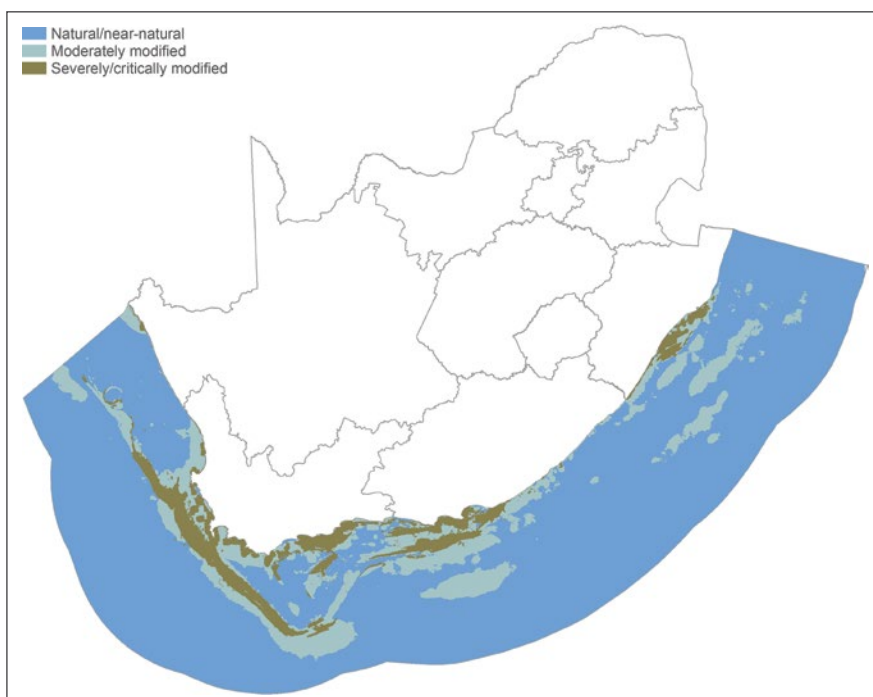 Natural/near-natural
Moderately modified
Severely/critically modified